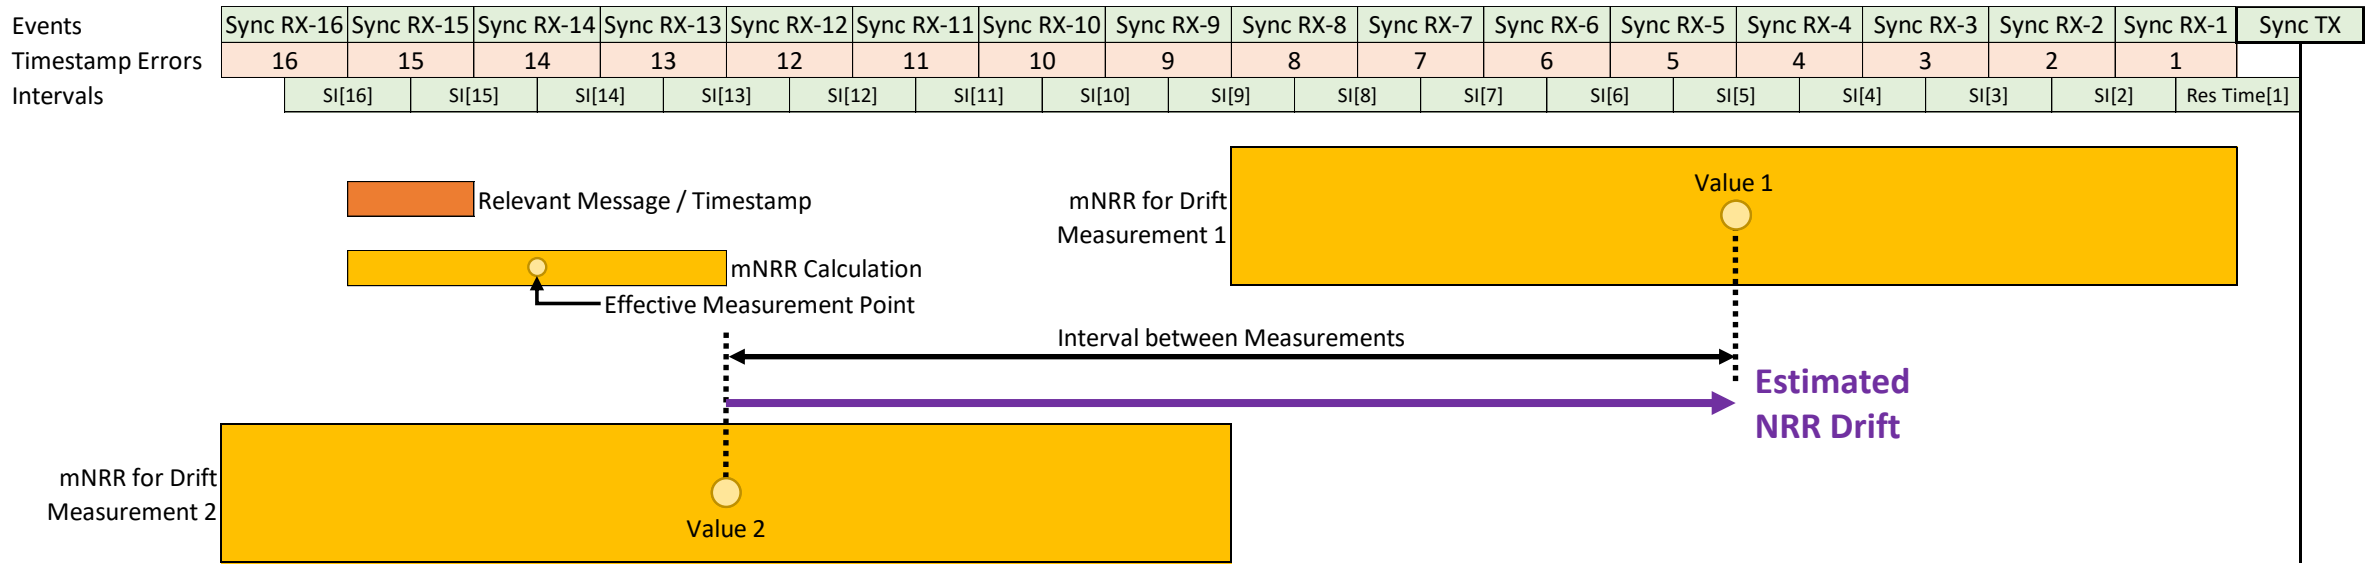 Events Sync RX-16 Sync RX-15 Sync RX-14 Sync RX-13 Sync RX-12 Sync RX-11 Sync RX-10 Sync RX-9 Sync RX-8 Sync RX-7 Sync RX-6 Sync RX-5 Sync RX-4 Sync RX-3 Sync RX-2 Sync RX-1 Sync TX
Timestamp Errors 16 15 14 13 12 11 10 9 8 7 6 5 4 3 2 1
Intervals SI[16] SI[15] SI[14] SI[13] SI[12] SI[11] SI[10] SI[9] SI[8] SI[7] SI[6] SI[5] SI[4] SI[3] SI[2] Res Time[1]
Relevant Message / Timestamp
mNRR for Drift
Measurement 1
Value 1
mNRR Calculation
Effective Measurement Point
Interval between Measurements
Estimated
NRR Drift
mNRR for Drift
Measurement 2
Value 2